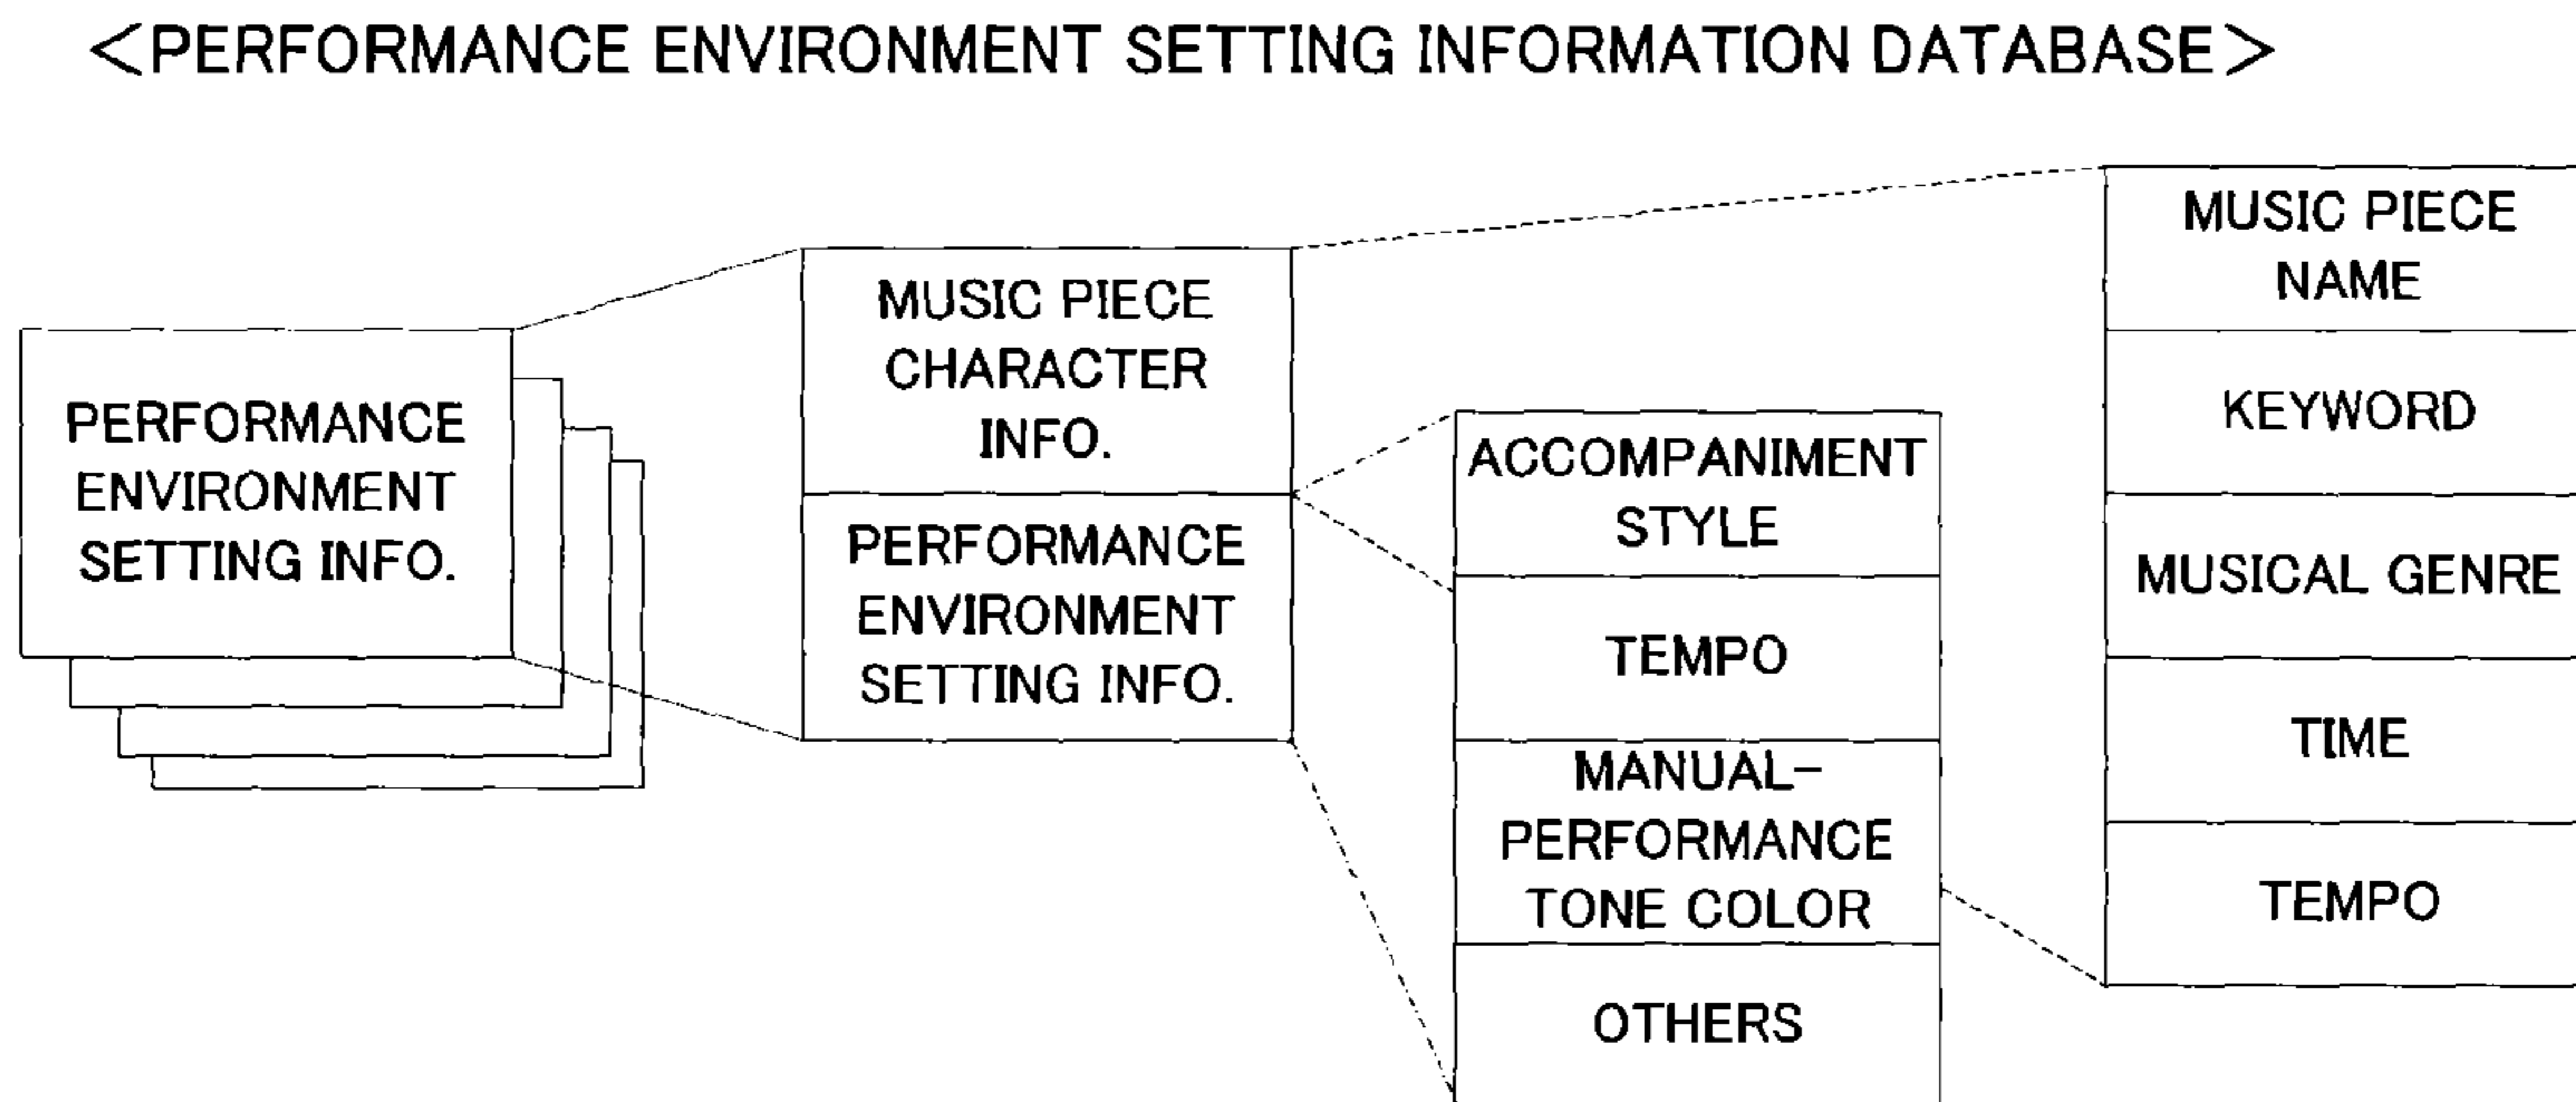 <PERFORMANCE ENVIRONMENT SETTING INFORMATION DATABASE>
PERFORMANCE
ENVIRONMENT
SETTING INFO.
MUSIC PIECE
CHARACTER
INFO.
PERFORMANCE
ENVIRONMENT
SETTING INFO.
ACCOMPANIMENT
STYLE
TEMPO
MANUAL-
PERFORMANCE
TONE COLOR
OTHERS
MUSIC PIECE
NAME
KEYWORD
MUSICAL GENRE
TIME
TEMPO